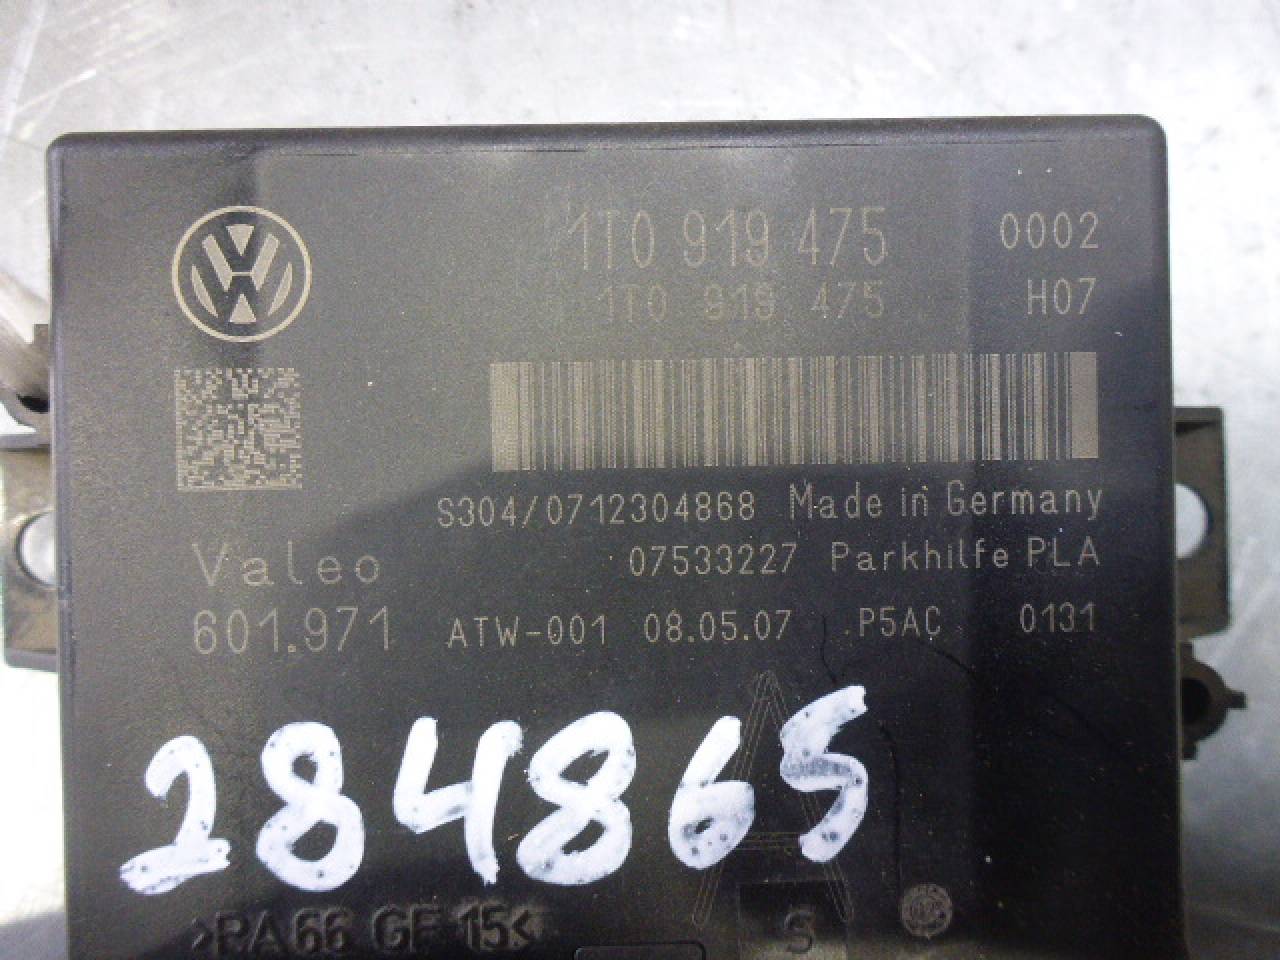 1T0 919 475 0002
1T0 919 475 H07
S304/0712304868 Made in Germany
Valeo 07533227 Parkhilfe PLA
601.971 ATW-001 08.05.07 P5AC 0131
284865
A
S
>PA66 GF 15<